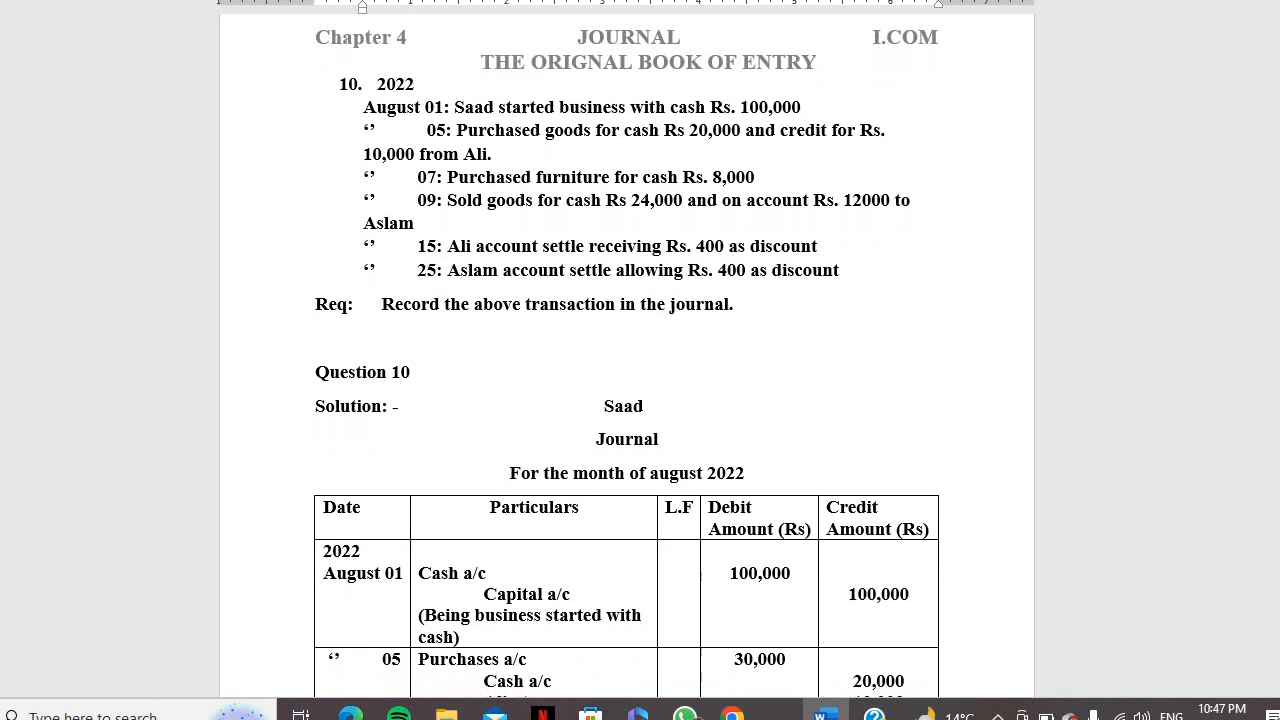 Chapter 4 JOURNAL I.COM
THE ORIGNAL BOOK OF ENTRY
10. 2022
August 01: Saad started business with cash Rs. 100,000
‘’ 05: Purchased goods for cash Rs 20,000 and credit for Rs.
10,000 from Ali.
‘’ 07: Purchased furniture for cash Rs. 8,000
‘’ 09: Sold goods for cash Rs 24,000 and on account Rs. 12000 to
Aslam
‘’ 15: Ali account settle receiving Rs. 400 as discount
‘’ 25: Aslam account settle allowing Rs. 400 as discount
Req: Record the above transaction in the journal.
Question 10
Solution: - Saad
Journal
For the month of august 2022
Date Particulars L.F Debit Credit
Amount (Rs) Amount (Rs)
2022
August 01 Cash a/c 100,000
Capital a/c 100,000
(Being business started with
cash)
‘’ 05 Purchases a/c 30,000
Cash a/c 20,000
Type here to search 14°C ENG 10:47 PM